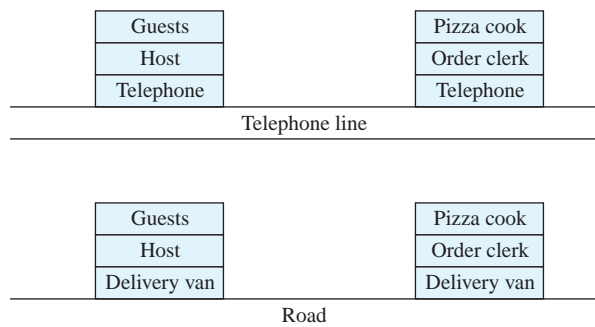 Guests
Pizza cook
Host
Order clerk
Telephone
Telephone
Telephone line
Guests
Pizza cook
Host
Order clerk
Delivery van
Delivery van
Road